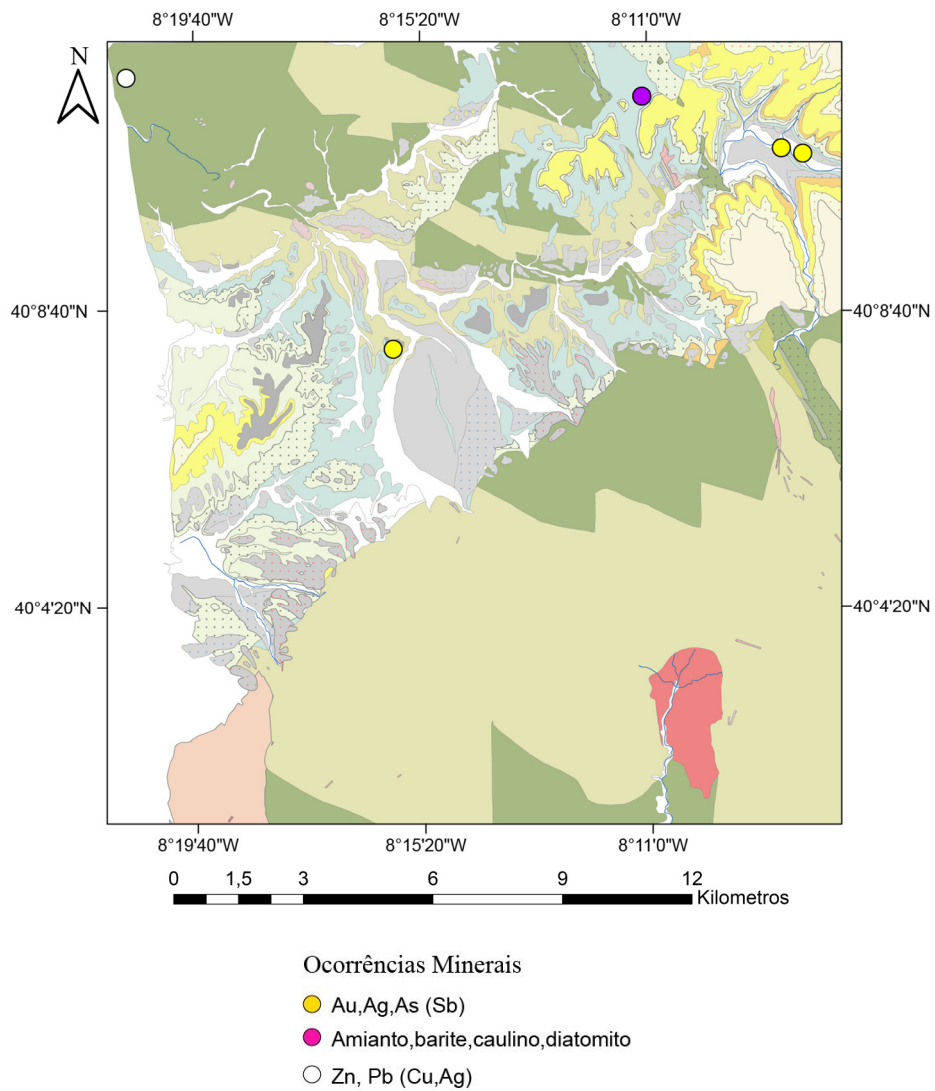 8°19'40"W 8°15'20"W 8°11'0"W
N
40°8'40"N 40°8'40"N
40°4'20"N 40°4'20"N
8°19'40"W 8°15'20"W 8°11'0"W
0 1,5 3 6 9 12
Kilometros
Ocorrências Minerais
Au,Ag,As (Sb)
Amianto,barite,caulino,diatomito
Zn, Pb (Cu,Ag)